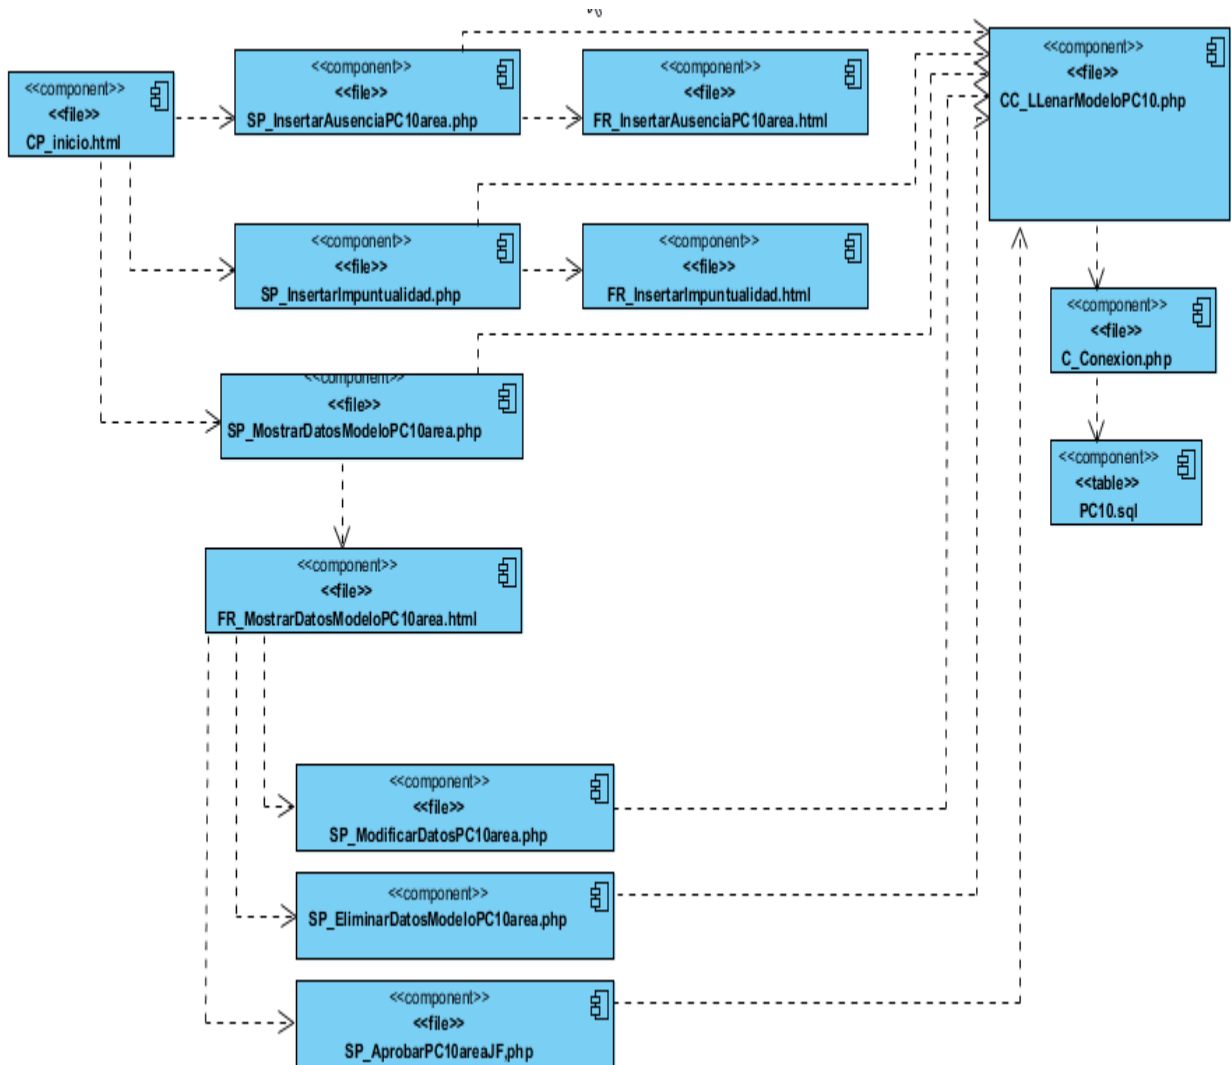 <<component>>
<<file>>
CP_inicio.html
<<component>>
<<file>>
SP_InsertarAusenciaPC10area.php
<<component>>
<<file>>
FR_InsertarAusenciaPC10area.html
<<component>>
<<file>>
CC_LLenarModeloPC10.php
<<component>>
<<file>>
SP_InsertarImpuntualidad.php
<<component>>
<<file>>
FR_InsertarImpuntualidad.html
<<component>>
<<file>>
C_Conexion.php
<<component>>
<<file>>
SP_MostrarDatosModeloPC10area.php
<<component>>
<<table>>
PC10.sql
<<component>>
<<file>>
FR_MostrarDatosModeloPC10area.html
<<component>>
<<file>>
SP_ModificarDatosPC10area.php
<<component>>
<<file>>
SP_EliminarDatosModeloPC10area.php
<<component>>
<<file>>
SP_AprobarPC10areaJF,php